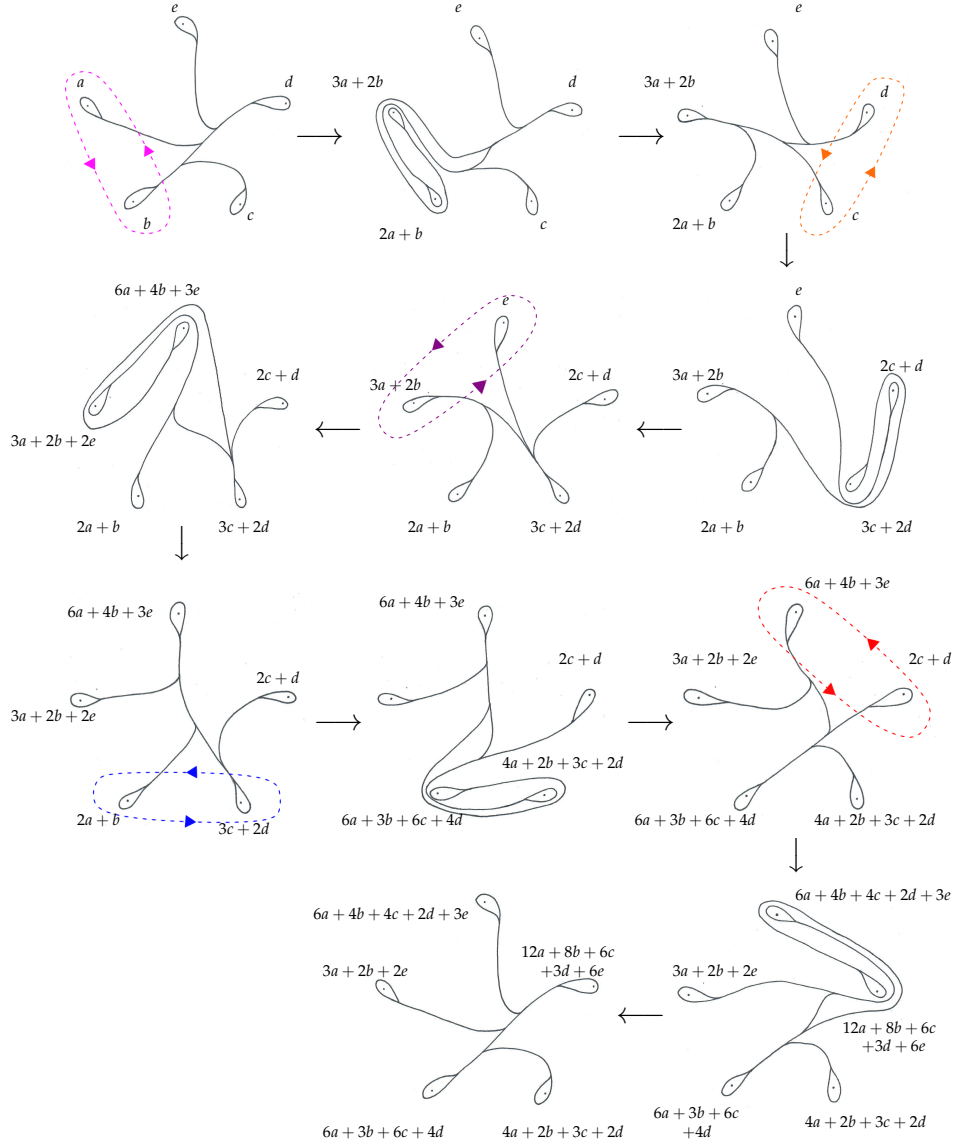 e
a
d
b
c
e
3a + 2b
d
2a + b
c
e
3a + 2b
d
2a + b
c
6a + 4b + 3e
3a + 2b + 2e
2c + d
2a + b
3c + 2d
e
3a + 2b
2c + d
2a + b
3c + 2d
e
3a + 2b
2c + d
2a + b
3c + 2d
6a + 4b + 3e
3a + 2b + 2e
2c + d
2a + b
3c + 2d
6a + 4b + 3e
2c + d
4a + 2b + 3c + 2d
6a + 3b + 6c + 4d
6a + 4b + 3e
3a + 2b + 2e
2c + d
6a + 3b + 6c + 4d
4a + 2b + 3c + 2d
6a + 4b + 4c + 2d + 3e
3a + 2b + 2e
12a + 8b + 6c
+3d + 6e
6a + 3b + 6c + 4d
4a + 2b + 3c + 2d
6a + 4b + 4c + 2d + 3e
3a + 2b + 2e
12a + 8b + 6c
+3d + 6e
6a + 3b + 6c
+4d
4a + 2b + 3c + 2d